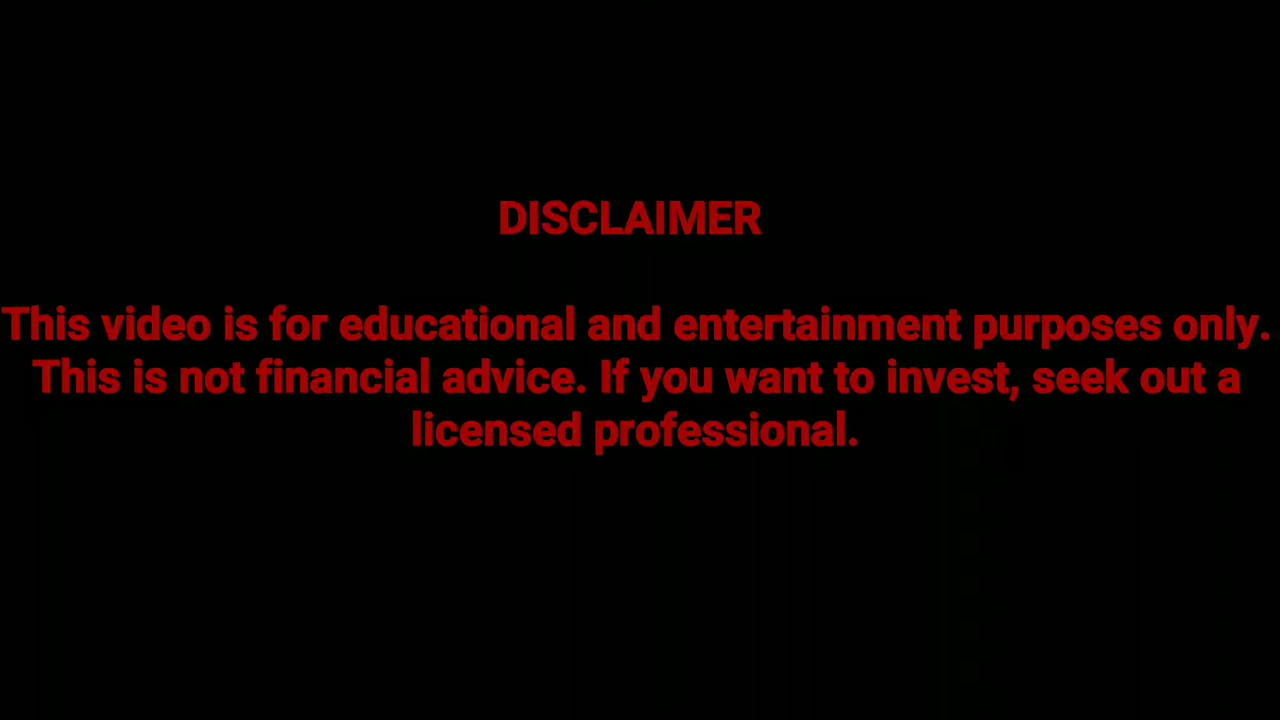 DISCLAIMER
This video is for educational and entertainment purposes only.
This is not financial advice. If you want to invest, seek out a
licensed professional.